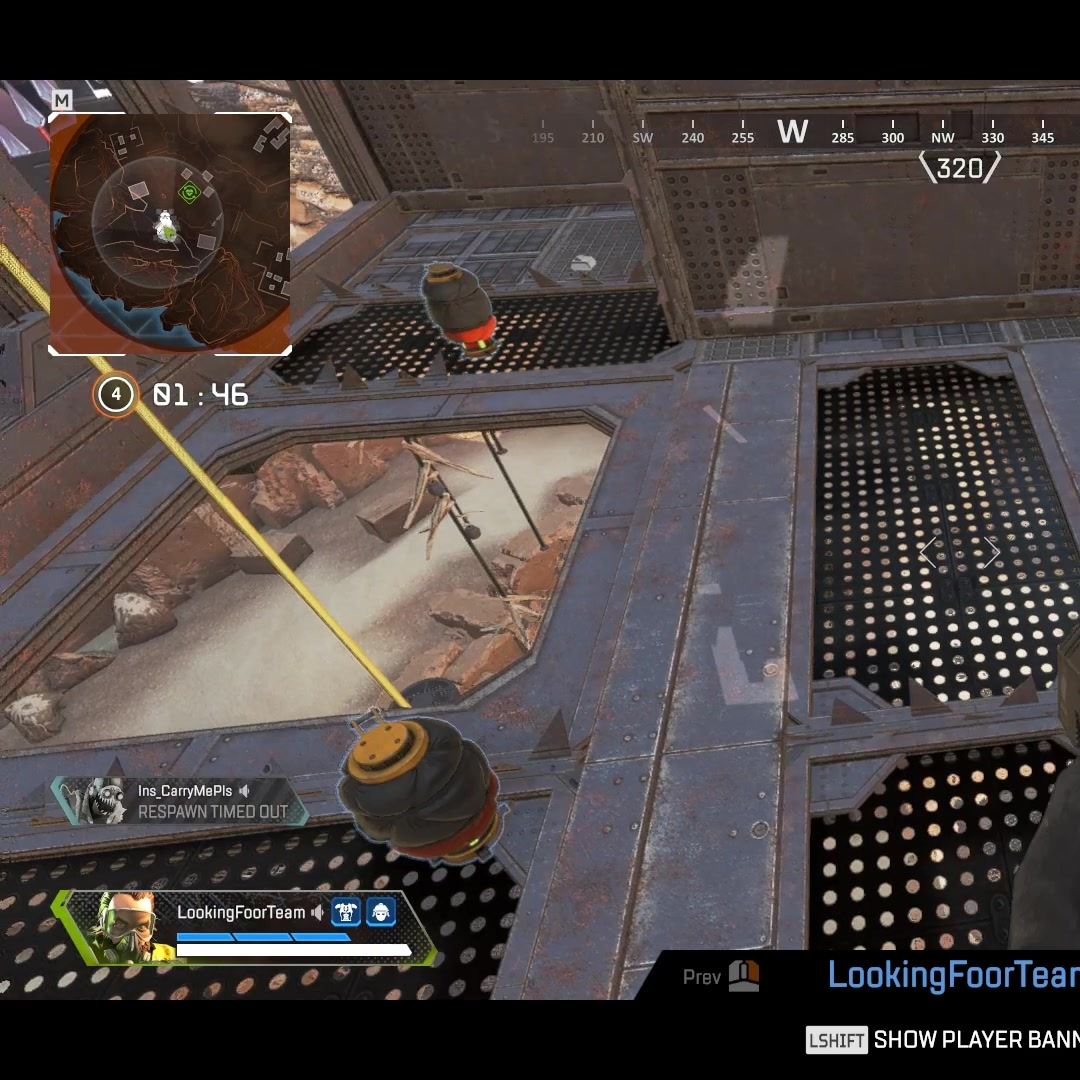 M
195 210 SW 240 255 W 285 300 NW 330 345
320
4 01:46
Ins_CarryMePls
RESPAWN TIMED OUT
LookingFoorTeam
Prev LookingFoorTear
LSHIFT SHOW PLAYER BANN